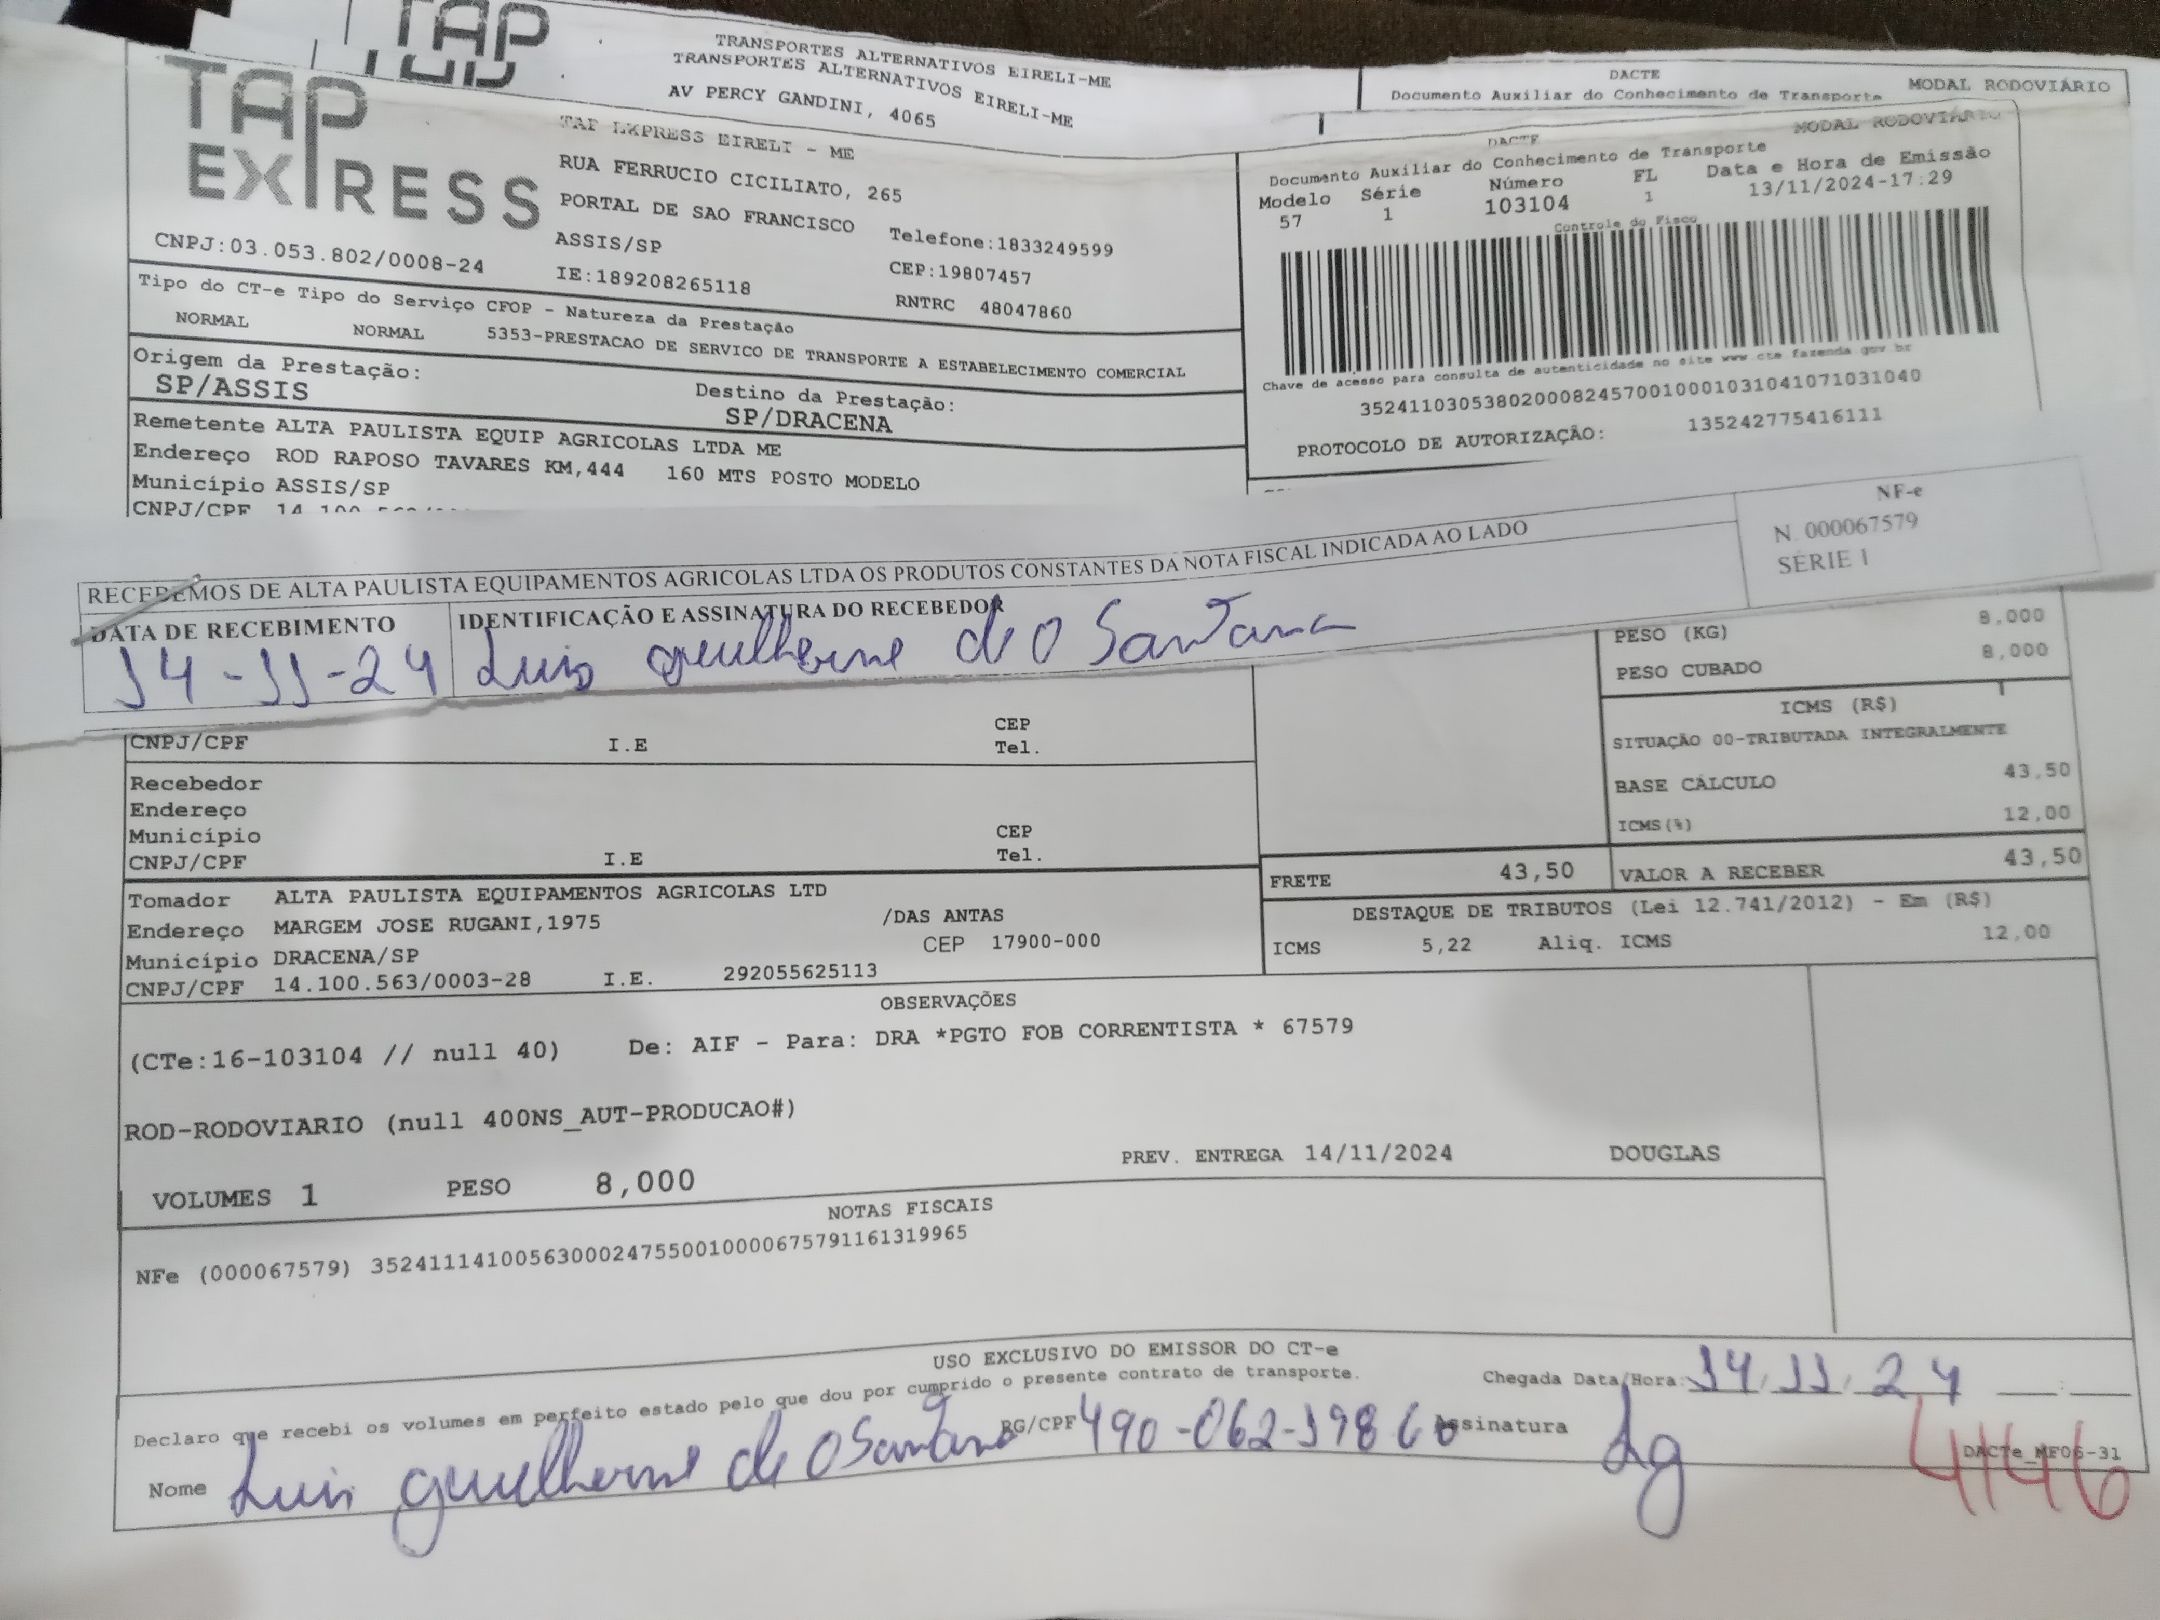 TAP
TRANSPORTES ALTERNATIVOS EIRELI-ME
TRANSPORTES ALTERNATIVOS EIRELI-ME
AV PERCY GANDINI, 4065
DACTE
Documento Auxiliar do Conhecimento de Transporte
MODAL RODOVIÁRIO
TAP EXPRESS
TAP EXPRESS EIRELI - ME
RUA FERRUCIO CICILIATO, 265
PORTAL DE SAO FRANCISCO
ASSIS/SP
Telefone:1833249599
CNPJ:03.053.802/0008-24
IE:189208265118
CEP:19807457
RNTRC 48047860
DACTE
MODAL RODOVIÁRIO
Documento Auxiliar do Conhecimento de Transporte
Modelo Série Número FL Data e Hora de Emissão
57 1 103104 1 13/11/2024-17:29
Controle do Fisco
Chave de acesso para consulta de autenticidade no site www.cte.fazenda.gov.br
35241103053802000824570010001031041071031040
PROTOCOLO DE AUTORIZAÇÃO: 135242775416111
Tipo do CT-e Tipo do Serviço CFOP - Natureza da Prestação
NORMAL NORMAL 5353-PRESTACAO DE SERVICO DE TRANSPORTE A ESTABELECIMENTO COMERCIAL
Origem da Prestação: Destino da Prestação:
SP/ASSIS SP/DRACENA
Remetente ALTA PAULISTA EQUIP AGRICOLAS LTDA ME
Endereço ROD RAPOSO TAVARES KM,444 160 MTS POSTO MODELO
Município ASSIS/SP
CNPJ/CPF
RECEBEMOS DE ALTA PAULISTA EQUIPAMENTOS AGRICOLAS LTDA OS PRODUTOS CONSTANTES DA NOTA FISCAL INDICADA AO LADO
NF-e
N. 000067579
SÉRIE 1
DATA DE RECEBIMENTO IDENTIFICAÇÃO E ASSINATURA DO RECEBEDOR
14-11-24 Luis guilherme de O Santana
PESO (KG) 8,000
PESO CUBADO 8,000
ICMS (R$)
SITUAÇÃO 00-TRIBUTADA INTEGRALMENTE
BASE CÁLCULO 43,50
ICMS(%) 12,00
CEP
CNPJ/CPF I.E Tel.
Recebedor
Endereço
Município CEP
CNPJ/CPF I.E Tel.
FRETE 43,50 VALOR A RECEBER 43,50
Tomador ALTA PAULISTA EQUIPAMENTOS AGRICOLAS LTD
Endereço MARGEM JOSE RUGANI,1975 /DAS ANTAS
Município DRACENA/SP CEP 17900-000
CNPJ/CPF 14.100.563/0003-28 I.E. 292055625113
DESTAQUE DE TRIBUTOS (Lei 12.741/2012) - Em (R$)
ICMS 5,22 Aliq. ICMS 12,00
OBSERVAÇÕES
(CTe:16-103104 // null 40) De: AIF - Para: DRA *PGTO FOB CORRENTISTA * 67579
ROD-RODOVIARIO (null 400NS_AUT-PRODUCAO#)
PREV. ENTREGA 14/11/2024 DOUGLAS
VOLUMES 1 PESO 8,000
NOTAS FISCAIS
NFe (000067579) 35241114100563000247550010000675791161319965
USO EXCLUSIVO DO EMISSOR DO CT-e
Declaro que recebi os volumes em perfeito estado pelo que dou por cumprido o presente contrato de transporte.
Chegada Data/Hora: 14.11.24
Nome Luis guilherme de O Santana RG/CPF 490-062-198 60 Assinatura Lg
DACTe_MF06-31
4146